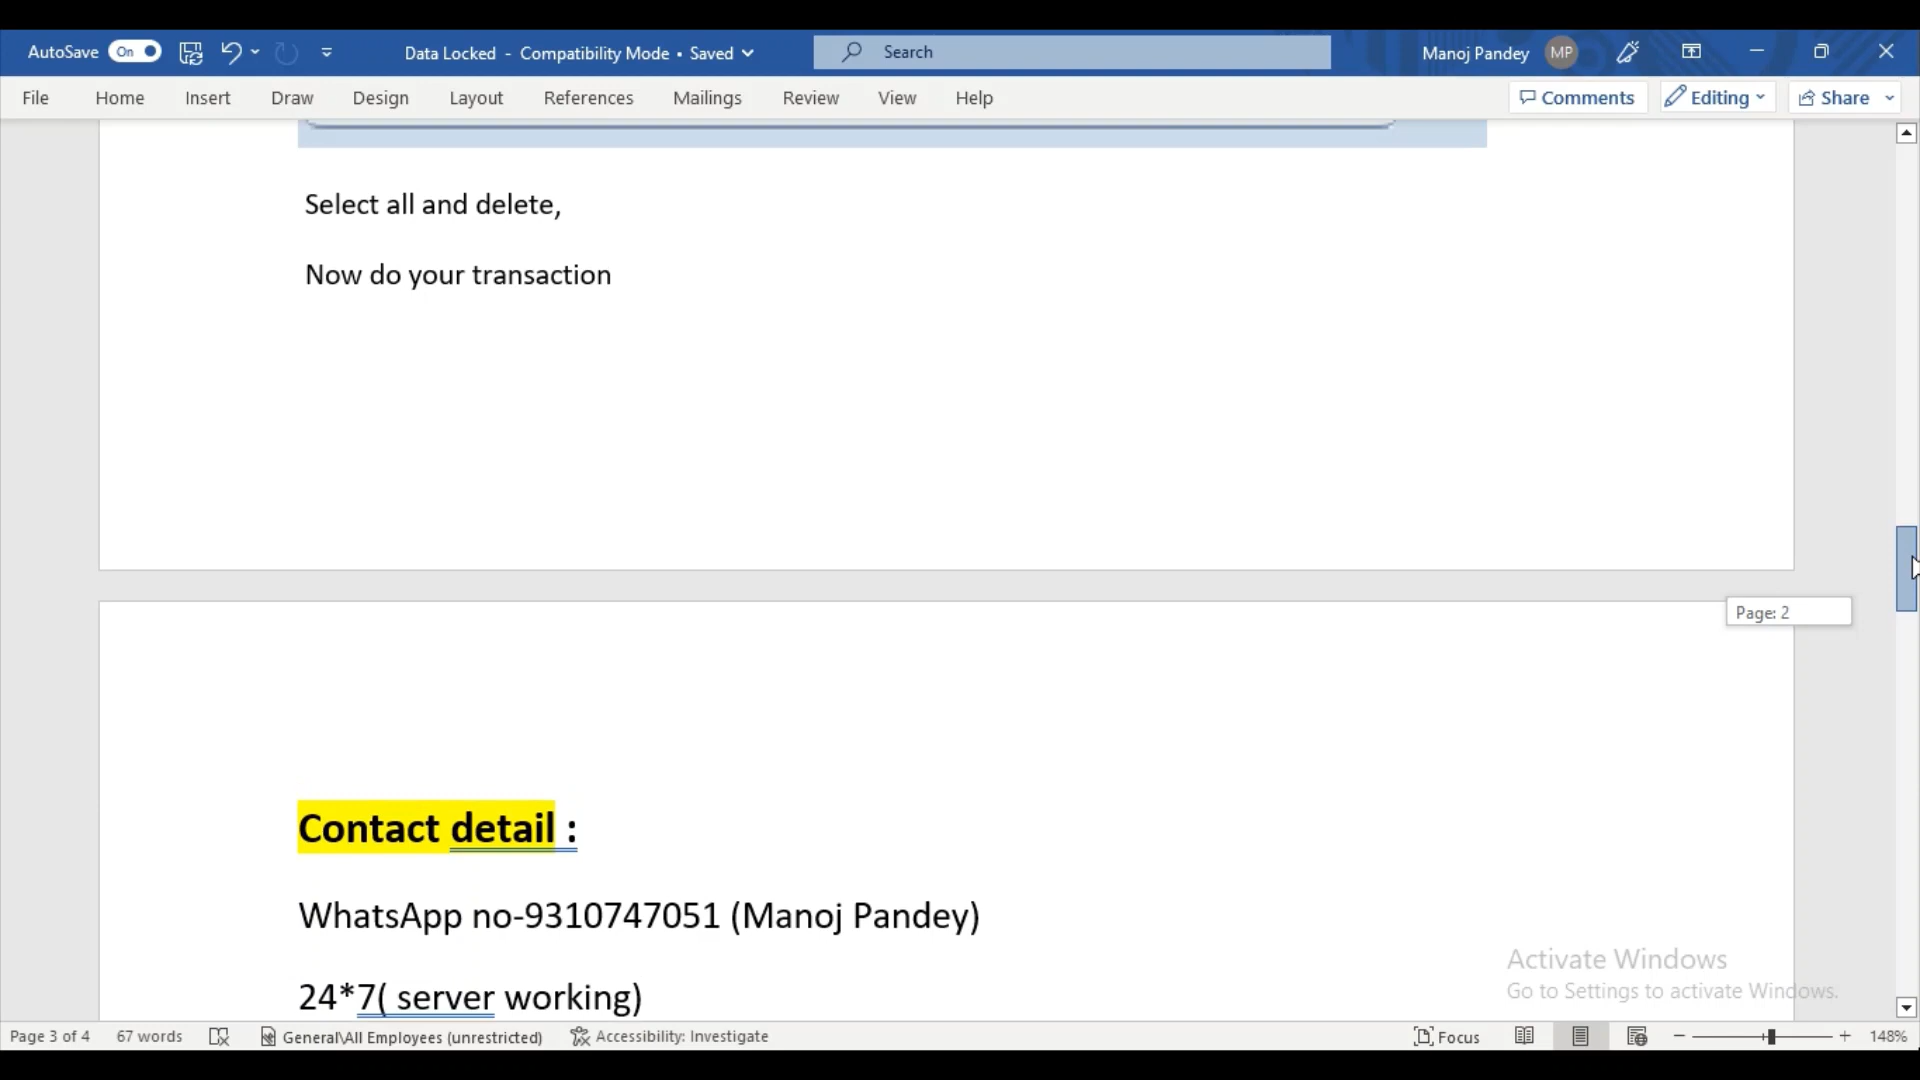 AutoSave On Data Locked - Compatibility Mode • Saved Search Manoj Pandey MP
File Home Insert Draw Design Layout References Mailings Review View Help Comments Editing Share
Select all and delete,
Now do your transaction
Page: 2
Contact detail :
WhatsApp no-9310747051 (Manoj Pandey)
24*7( server working)
Activate Windows
Go to Settings to activate Windows.
Page 3 of 4 67 words General\All Employees (unrestricted) Accessibility: Investigate Focus 148%